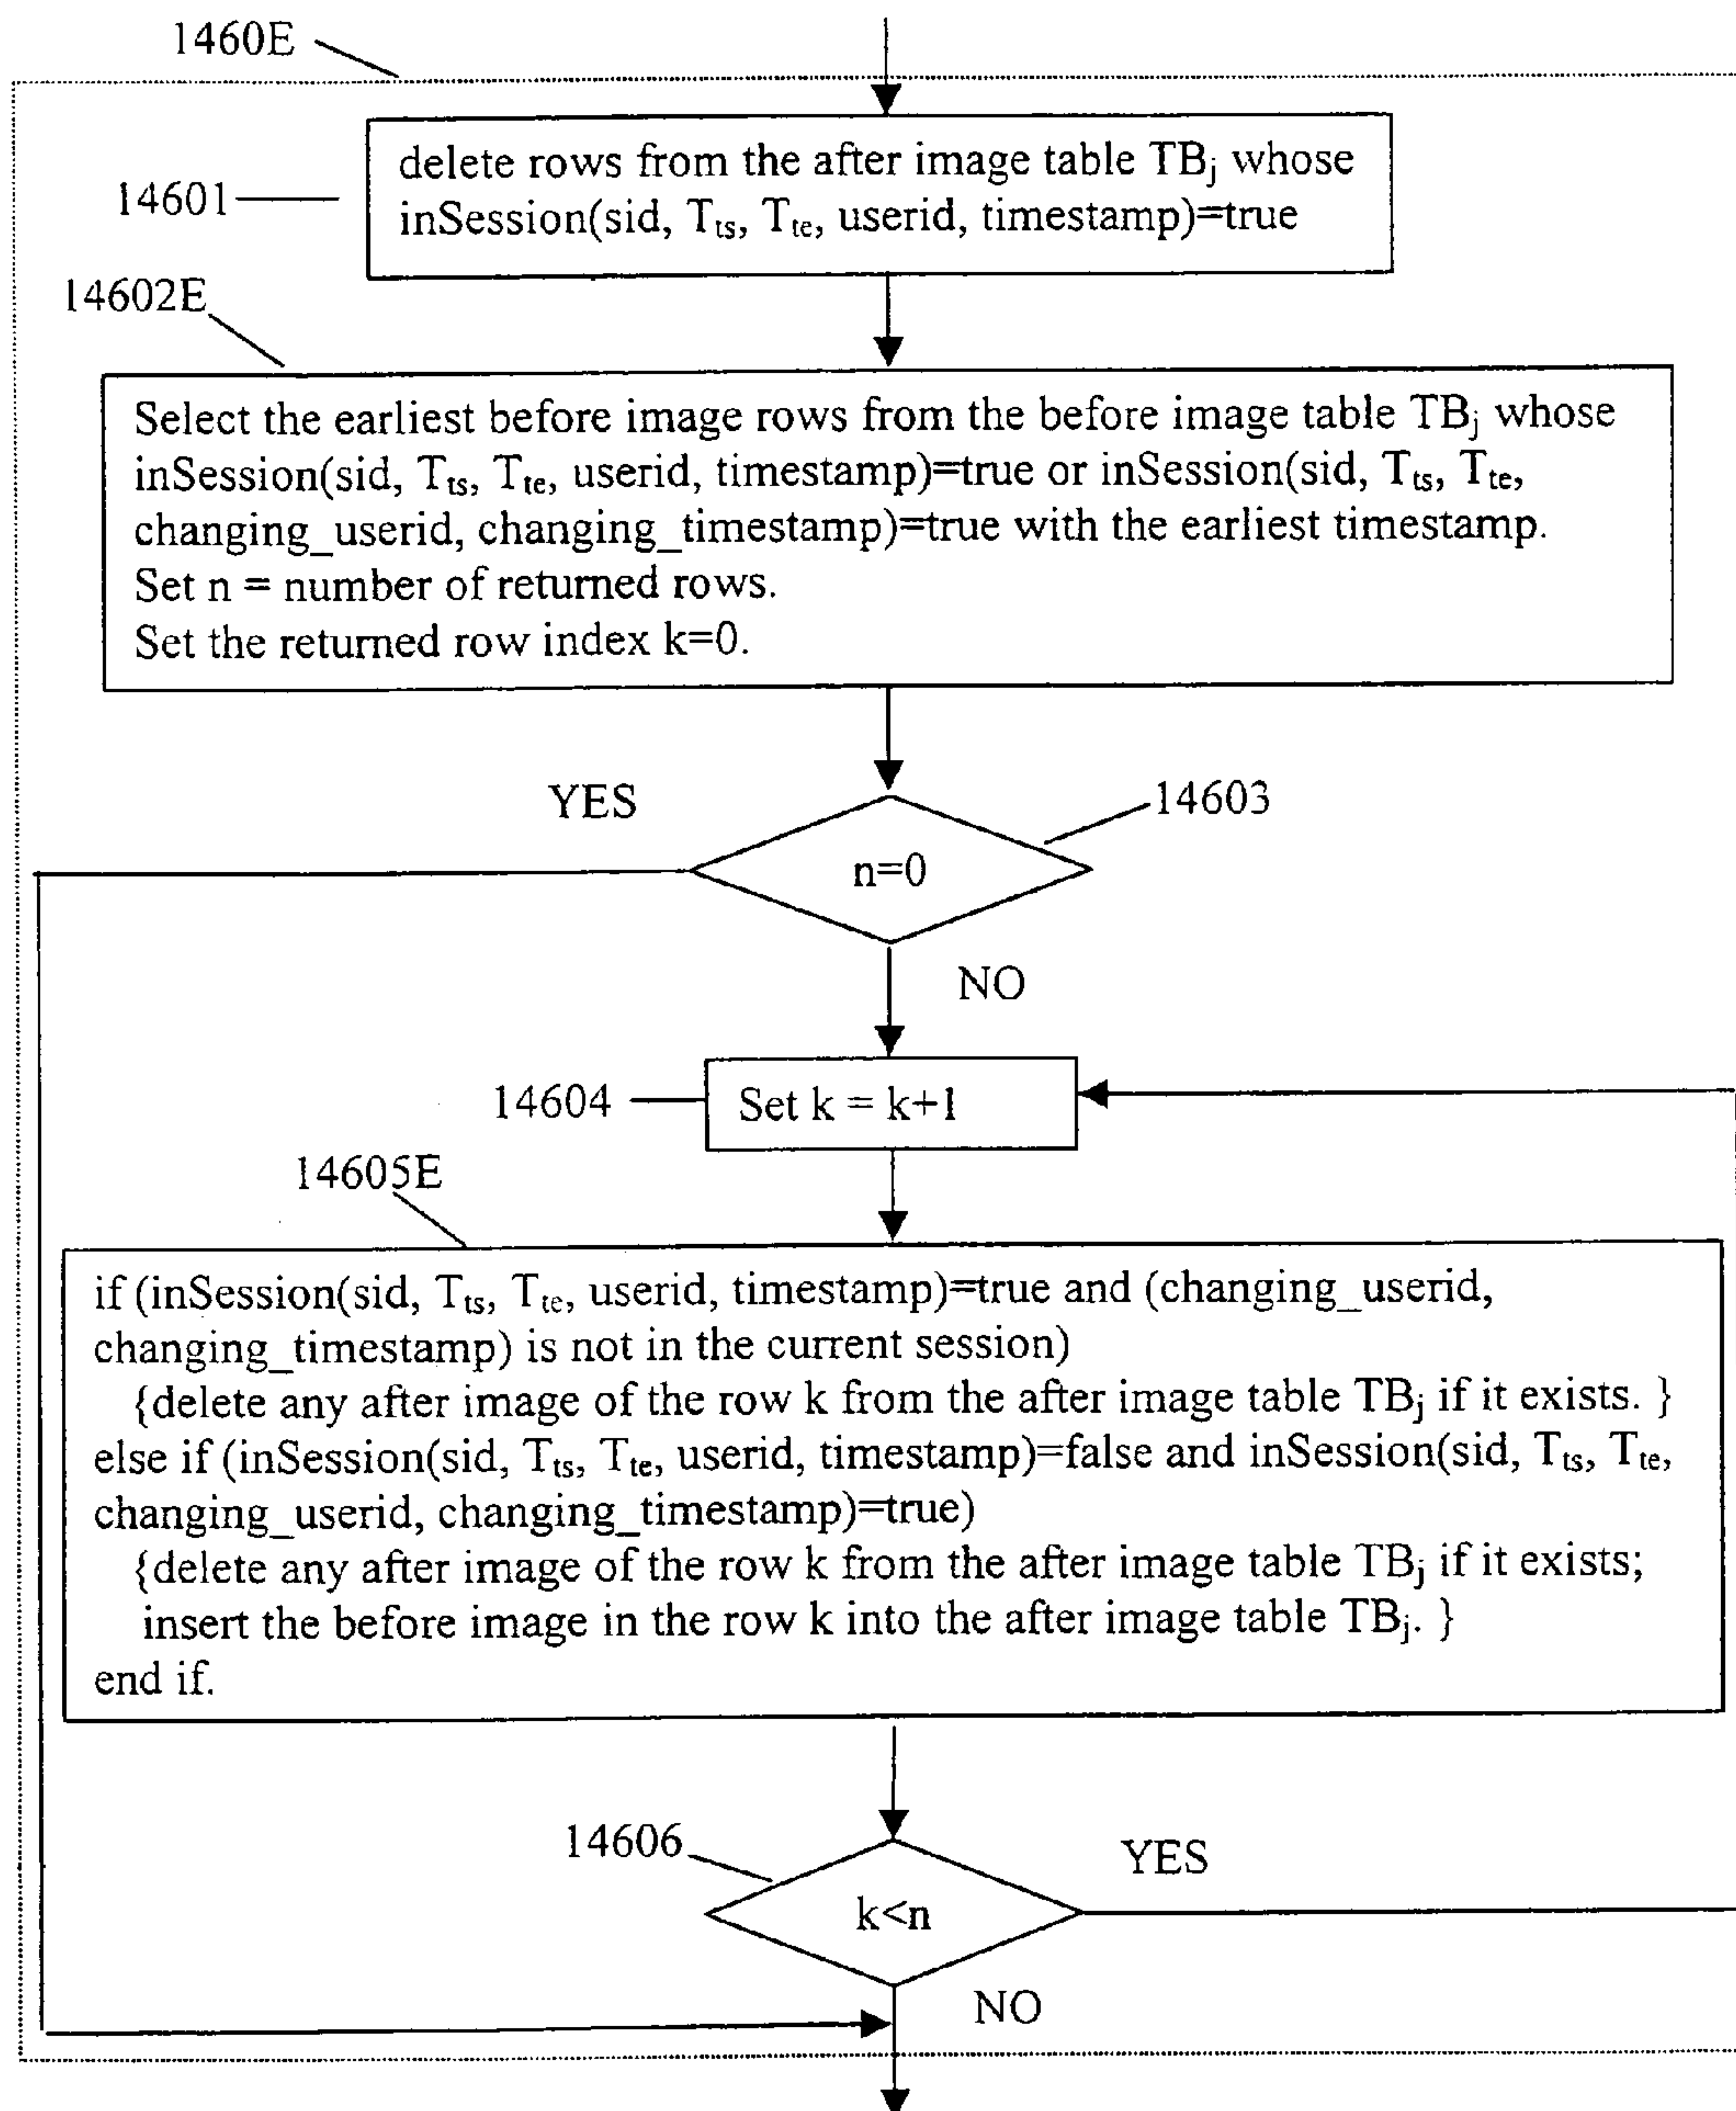 1460E
14601
delete rows from the after image table TBj whose
inSession(sid, Tts, Tte, userid, timestamp)=true
14602E
Select the earliest before image rows from the before image table TBj whose
inSession(sid, Tts, Tte, userid, timestamp)=true or inSession(sid, Tts, Tte,
changing_userid, changing_timestamp)=true with the earliest timestamp.
Set n = number of returned rows.
Set the returned row index k=0.
YES
14603
n=0
NO
14604
Set k = k+1
14605E
if (inSession(sid, Tts, Tte, userid, timestamp)=true and (changing_userid,
changing_timestamp) is not in the current session)
{delete any after image of the row k from the after image table TBj if it exists. }
else if (inSession(sid, Tts, Tte, userid, timestamp)=false and inSession(sid, Tts, Tte,
changing_userid, changing_timestamp)=true)
{delete any after image of the row k from the after image table TBj if it exists;
insert the before image in the row k into the after image table TBj. }
end if.
14606
YES
k<n
NO